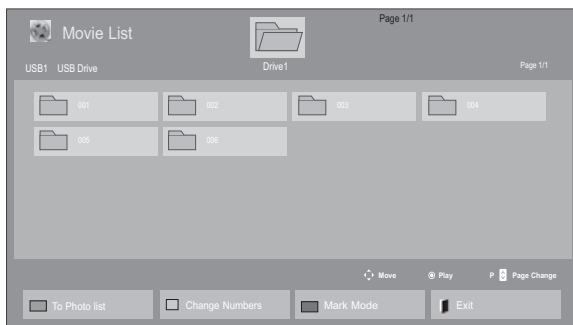 Page 1/1
Movie List
Drive1
USB1 USB Drive
Page 1/1
001 002 003 004
005 006
Move Play P Page Change
To Photo list Change Numbers Mark Mode Exit